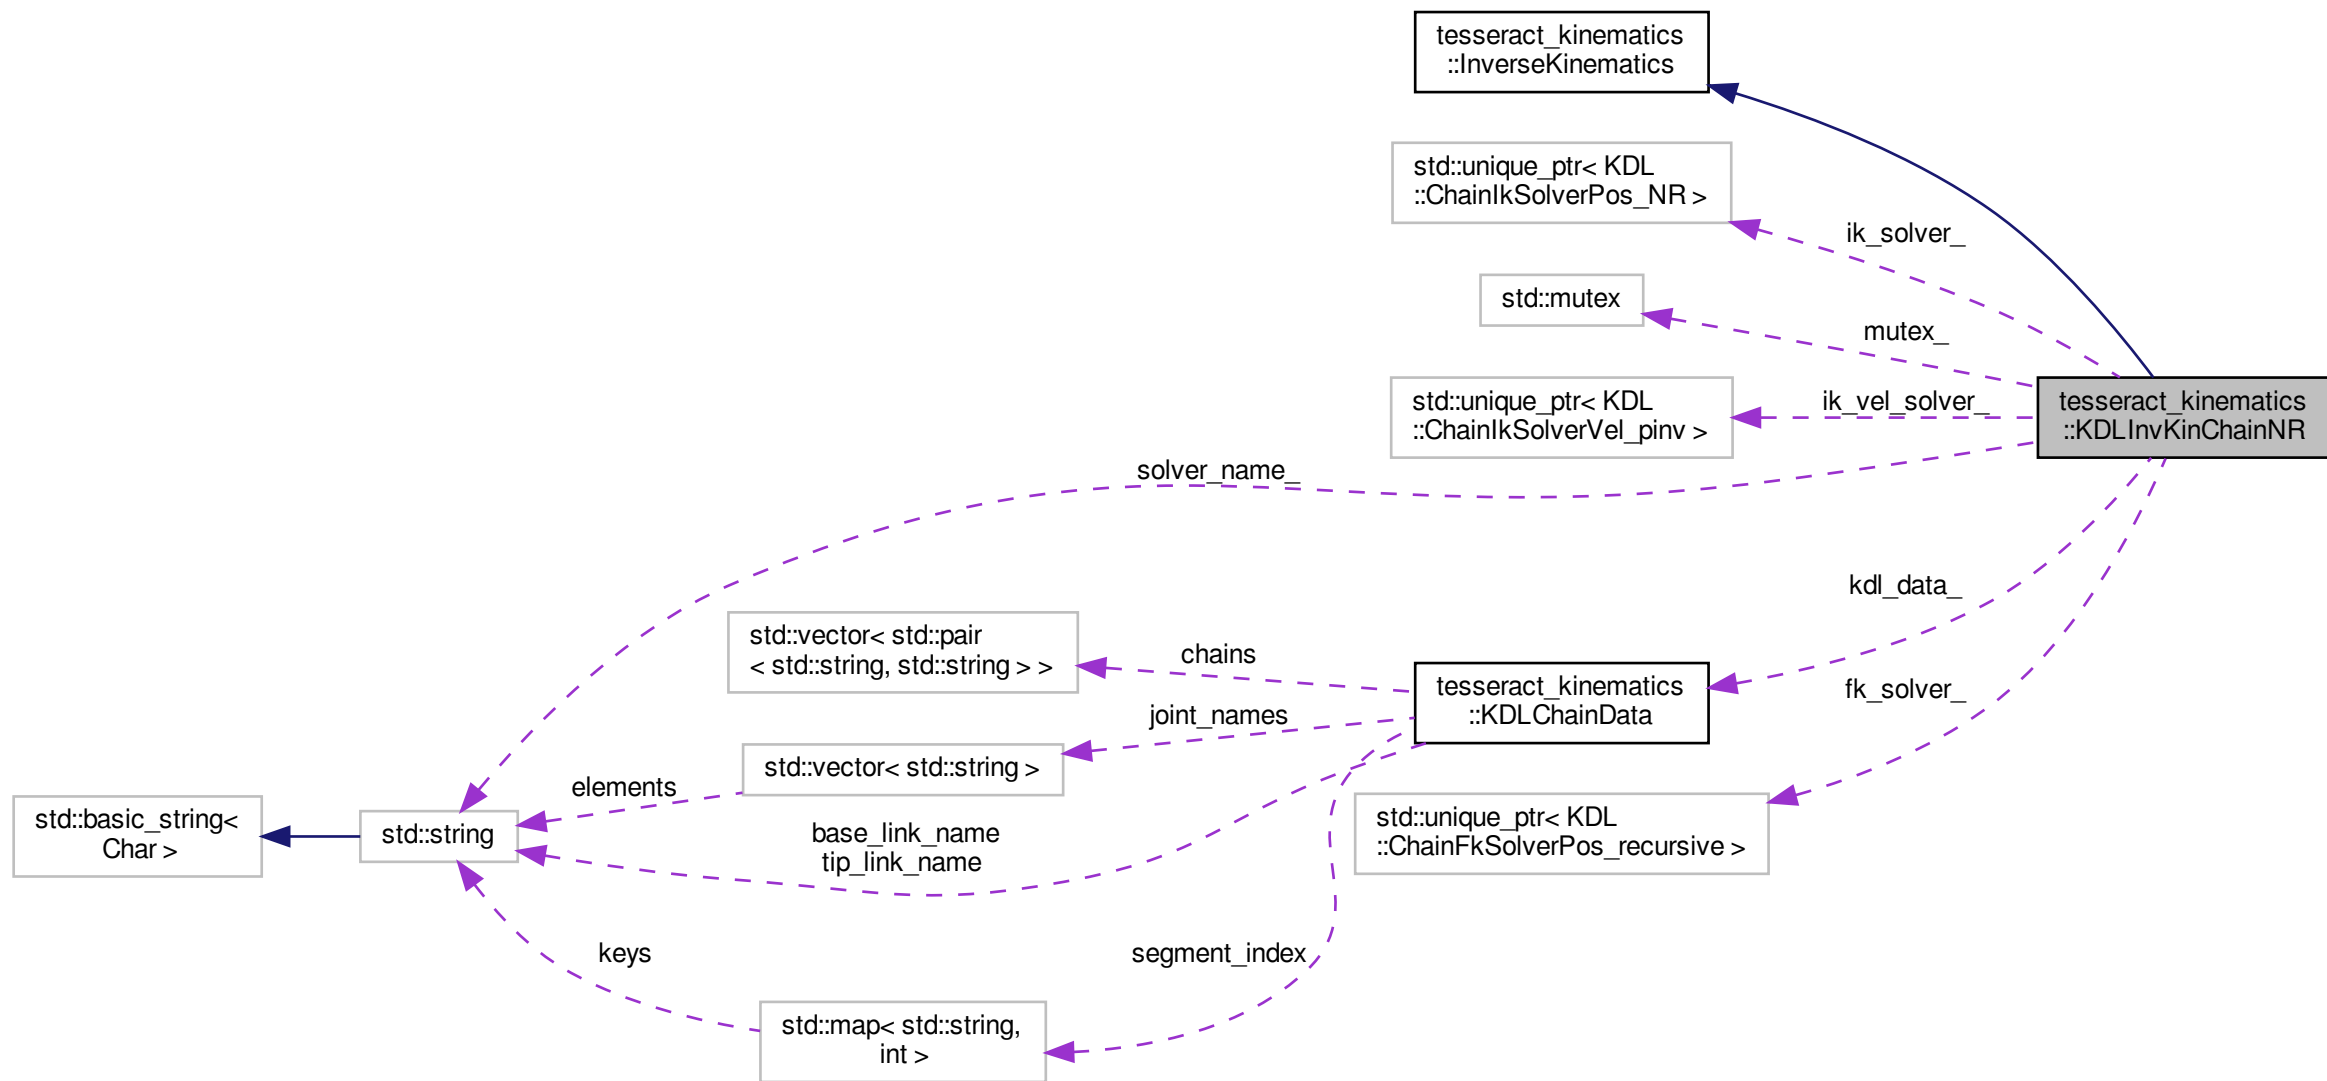 tesseract_kinematics
::InverseKinematics
std::unique_ptr< KDL
::ChainIkSolverPos_NR >
ik_solver_
std::mutex
mutex_
std::unique_ptr< KDL
::ChainIkSolverVel_pinv >
ik_vel_solver_
tesseract_kinematics
::KDLInvKinChainNR
solver_name_
kdl_data_
std::vector< std::pair
< std::string, std::string > >
chains
tesseract_kinematics
::KDLChainData
fk_solver_
joint_names
std::vector< std::string >
elements
std::basic_string<
Char >
std::string
base_link_name
tip_link_name
std::unique_ptr< KDL
::ChainFkSolverPos_recursive >
keys
segment_index
std::map< std::string,
int >